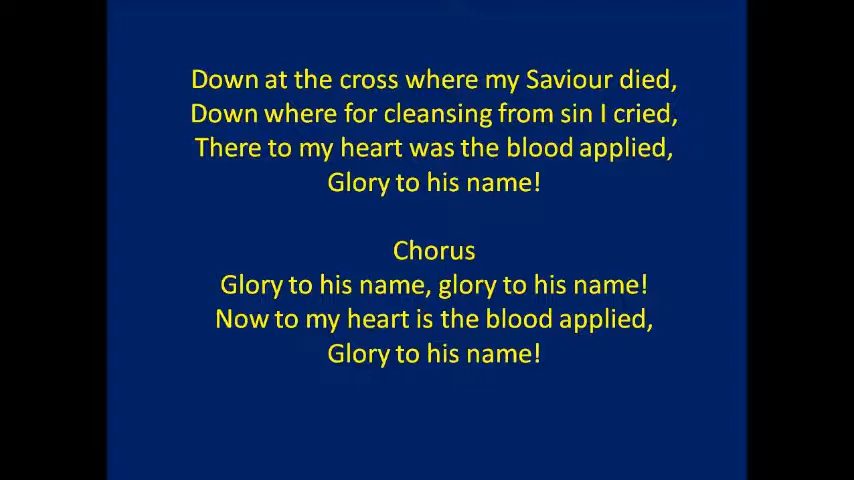 Down at the cross where my Saviour died,
Down where for cleansing from sin I cried,
There to my heart was the blood applied,
Glory to his name!
Chorus
Glory to his name, glory to his name!
Now to my heart is the blood applied,
Glory to his name!